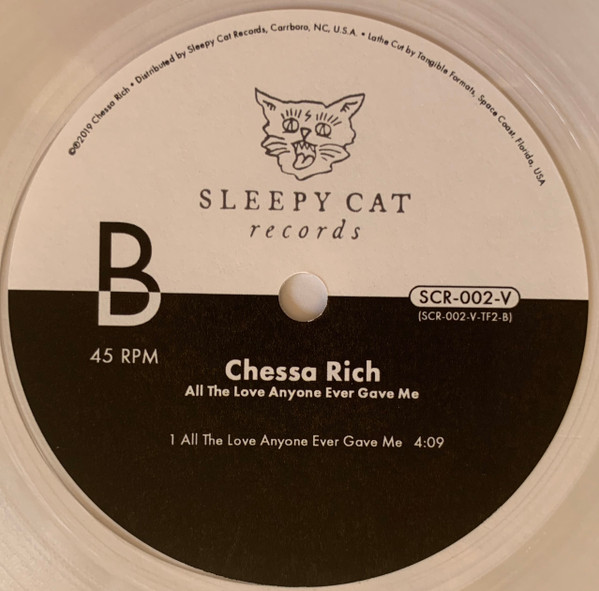 ℗©2019 Chessa Rich • Distributed by Sleepy Cat Records, Carrboro, NC, U.S.A. • Lathe Cut by Tangible Formats, Space Coast, Florida, USA
SLEEPY CAT
records
B
SCR-002-V
(SCR-002-V-TF2-B)
45 RPM
Chessa Rich
All The Love Anyone Ever Gave Me
1 All The Love Anyone Ever Gave Me 4:09